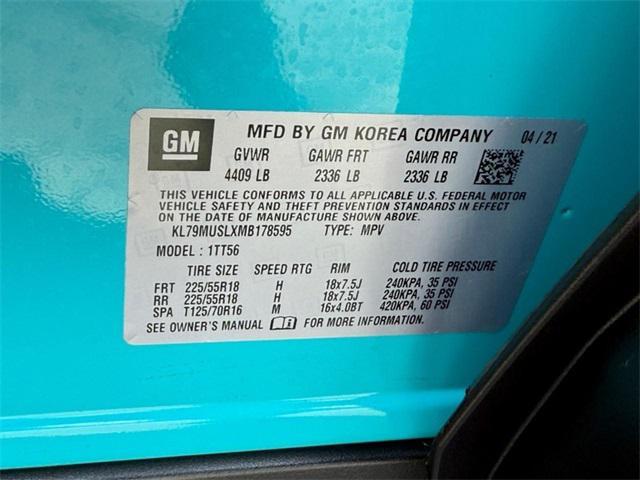 GM MFD BY GM KOREA COMPANY 04/21
GVWR GAWR FRT GAWR RR
4409 LB 2336 LB 2336 LB
THIS VEHICLE CONFORMS TO ALL APPLICABLE U.S. FEDERAL MOTOR
VEHICLE SAFETY AND THEFT PREVENTION STANDARDS IN EFFECT
ON THE DATE OF MANUFACTURE SHOWN ABOVE.
KL79MUSLXMB178595 TYPE: MPV
MODEL: 1TT56
TIRE SIZE SPEED RTG RIM COLD TIRE PRESSURE
FRT 225/55R18 H 18x7.5J 240KPA, 35 PSI
RR 225/55R18 H 18x7.5J 240KPA, 35 PSI
SPA T125/70R16 M 16x4.0BT 420KPA, 60 PSI
SEE OWNER'S MANUAL FOR MORE INFORMATION.